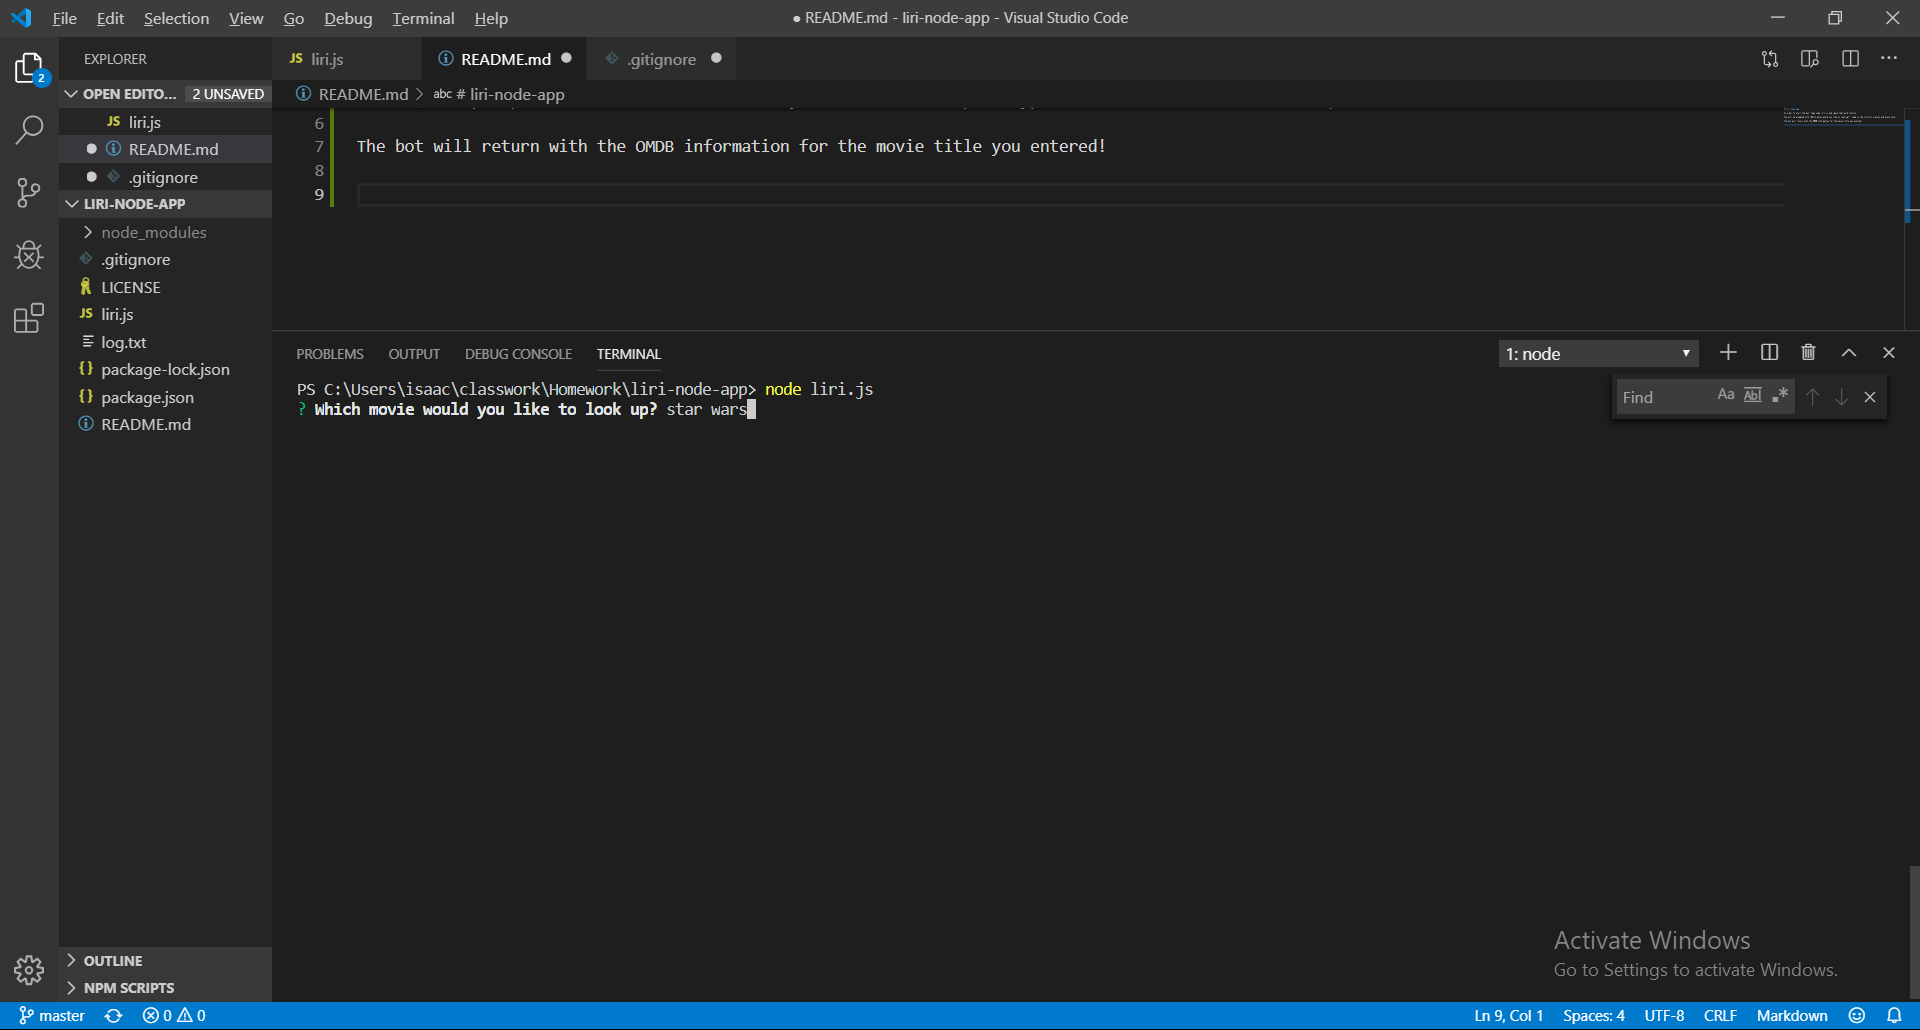 File Edit Selection View Go Debug Terminal Help
● README.md - liri-node-app - Visual Studio Code
EXPLORER
JS liri.js
README.md
.gitignore
2
OPEN EDITO... 2 UNSAVED
JS liri.js
README.md
.gitignore
LIRI-NODE-APP
node_modules
.gitignore
LICENSE
JS liri.js
log.txt
{} package-lock.json
{} package.json
README.md
OUTLINE
NPM SCRIPTS
README.md > abc # liri-node-app
6
7 The bot will return with the OMDB information for the movie title you entered!
8
9
PROBLEMS OUTPUT DEBUG CONSOLE TERMINAL
1: node
PS C:\Users\isaac\classwork\Homework\liri-node-app> node liri.js
? Which movie would you like to look up? star wars
Find Aa Abl .*
Activate Windows
Go to Settings to activate Windows.
master 0 0
Ln 9, Col 1 Spaces: 4 UTF-8 CRLF Markdown